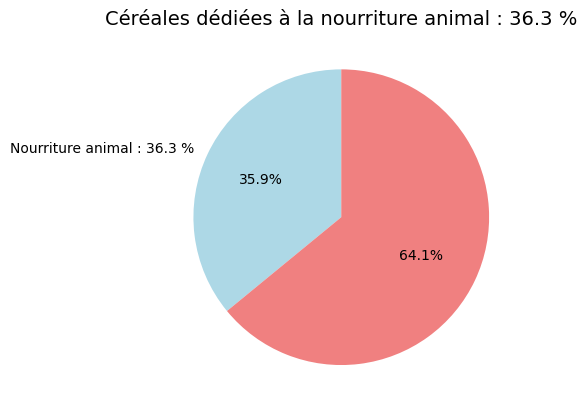 Céréales dédiées à la nourriture animal : 36.3 %
Nourriture animal : 36.3 %
35.9%
64.1%